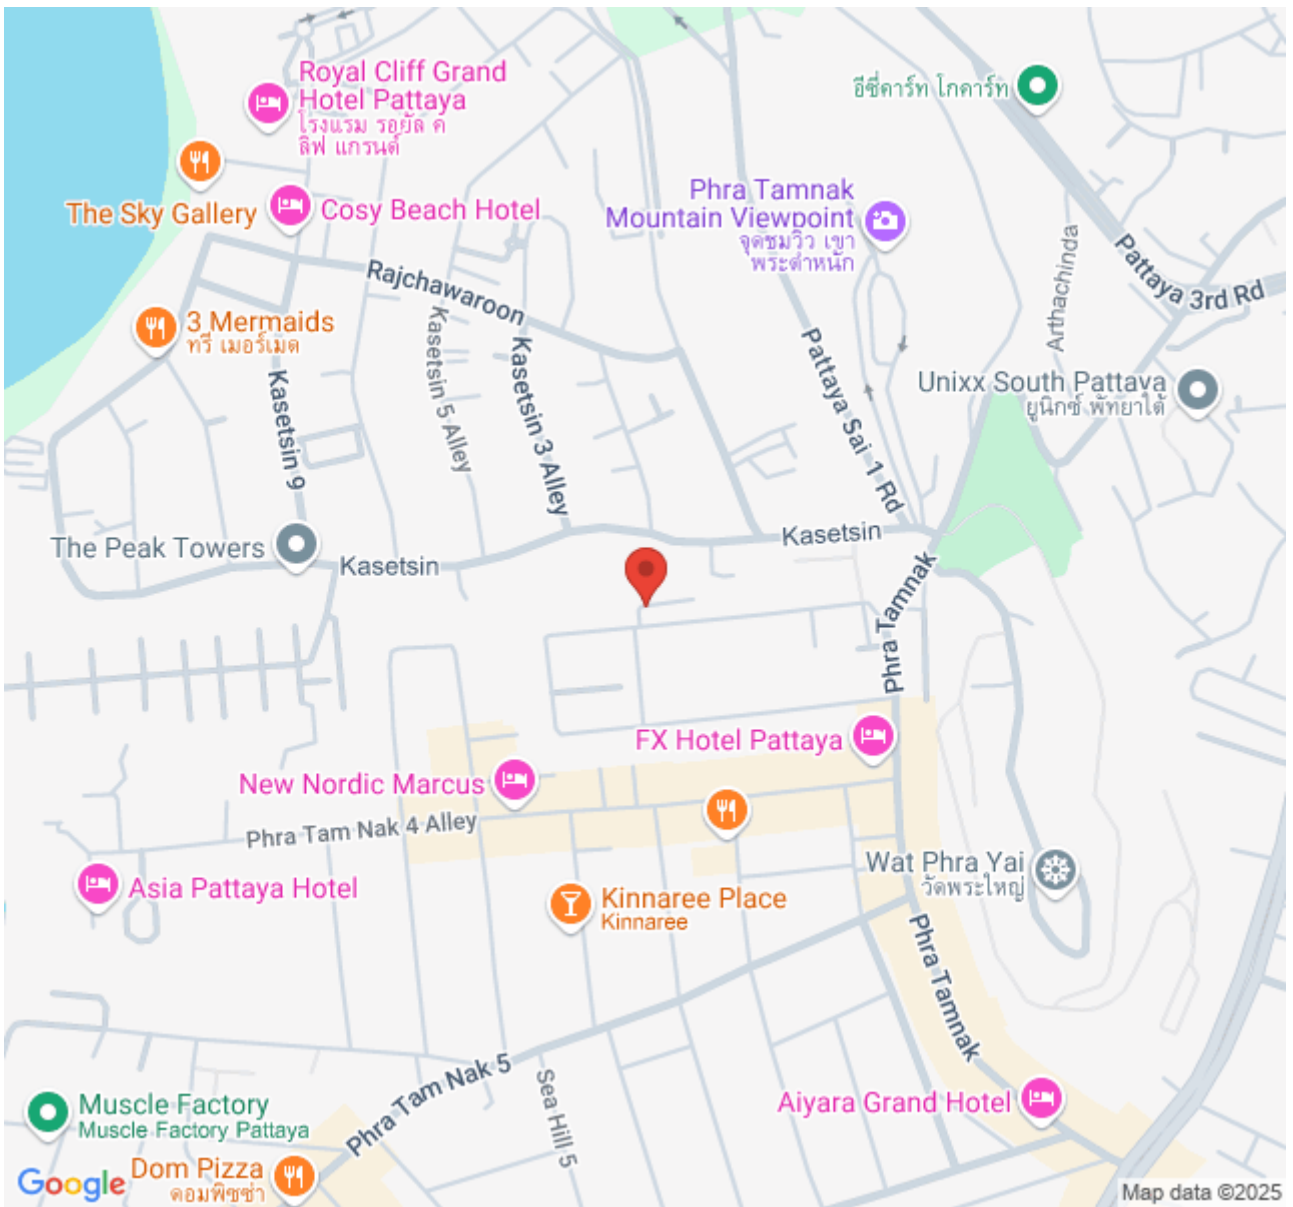 Royal Cliff Grand
Hotel Pattaya
โรงแรม รอยัล ค
ลิฟ แกรนด์
อีซี่คาร์ท โกคาร์ท
The Sky Gallery
Cosy Beach Hotel
Phra Tamnak
Mountain Viewpoint
จุดชมวิว เขา
พระตำหนัก
Arthachinda
Pattaya 3rd Rd
Rajchawaroon
3 Mermaids
ทรี เมอร์เมด
Kasetsin 9
Kasetsin 5 Alley
Kasetsin 3 Alley
Pattaya Sai 1 Rd
Unixx South Pattaya
ยูนิกซ์ พัทยาใต้
The Peak Towers
Kasetsin
Kasetsin
Phra Tamnak
FX Hotel Pattaya
New Nordic Marcus
Phra Tam Nak 4 Alley
Asia Pattaya Hotel
Kinnaree Place
Kinnaree
Wat Phra Yai
วัดพระใหญ่
Phra Tamnak
Phra Tam Nak 5
Sea Hill 5
Aiyara Grand Hotel
Muscle Factory
Muscle Factory Pattaya
Dom Pizza
ดอมพิซซ่า
Google
Map data ©2025